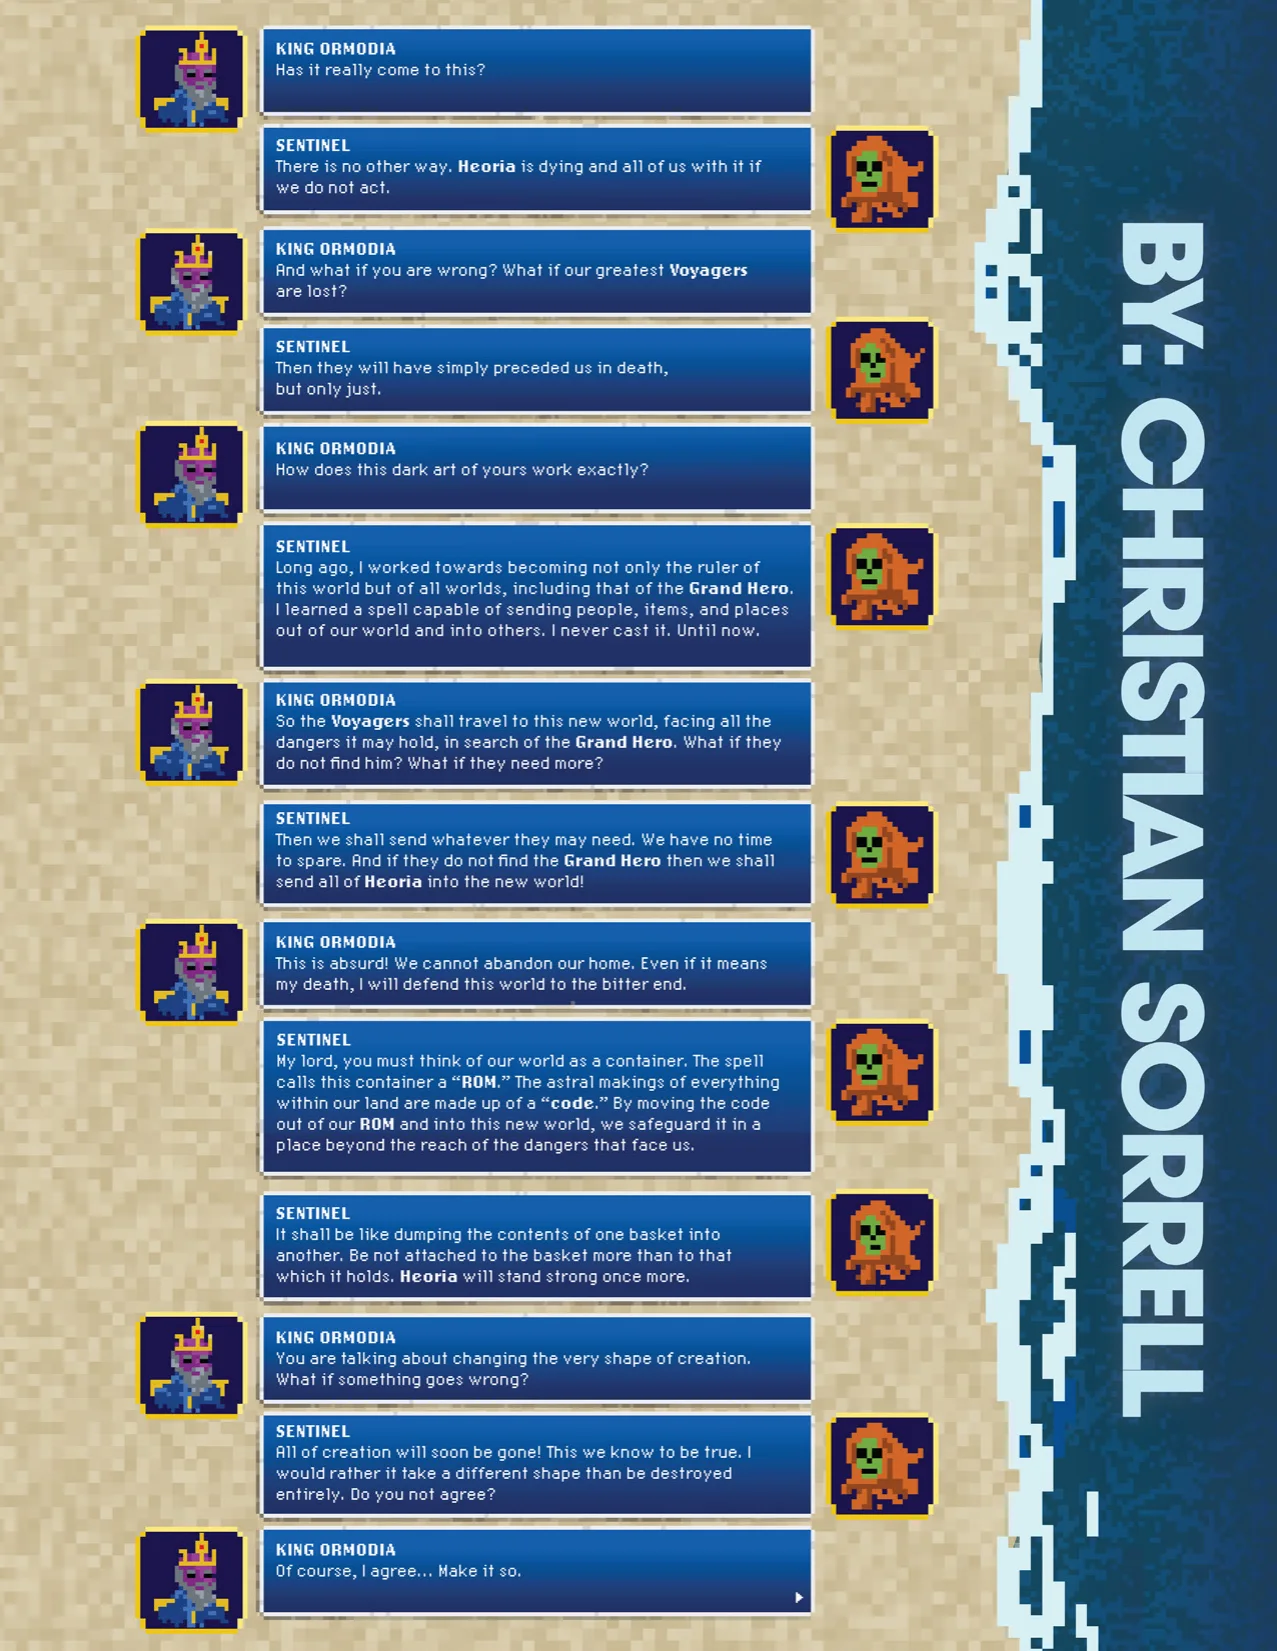 KING ORMODIA
Has it really come to this?
SENTINEL
There is no other way. Heoria is dying and all of us with it if
we do not act.
KING ORMODIA
And what if you are wrong? What if our greatest Voyagers
are lost?
SENTINEL
Then they will have simply preceded us in death,
but only just.
KING ORMODIA
How does this dark art of yours work exactly?
SENTINEL
Long ago, I worked towards becoming not only the ruler of
this world but of all worlds, including that of the Grand Hero.
I learned a spell capable of sending people, items, and places
out of our world and into others. I never cast it. Until now.
KING ORMODIA
So the Voyagers shall travel to this new world, facing all the
dangers it may hold, in search of the Grand Hero. What if they
do not find him? What if they need more?
SENTINEL
Then we shall send whatever they may need. We have no time
to spare. And if they do not find the Grand Hero then we shall
send all of Heoria into the new world!
KING ORMODIA
This is absurd! We cannot abandon our home. Even if it means
my death, I will defend this world to the bitter end.
SENTINEL
My lord, you must think of our world as a container. The spell
calls this container a “ROM.” The astral makings of everything
within our land are made up of a “code.” By moving the code
out of our ROM and into this new world, we safeguard it in a
place beyond the reach of the dangers that face us.
SENTINEL
It shall be like dumping the contents of one basket into
another. Be not attached to the basket more than to that
which it holds. Heoria will stand strong once more.
KING ORMODIA
You are talking about changing the very shape of creation.
What if something goes wrong?
SENTINEL
All of creation will soon be gone! This we know to be true. I
would rather it take a different shape than be destroyed
entirely. Do you not agree?
KING ORMODIA
Of course, I agree... Make it so.
BY: CHRISTIAN SORRELL